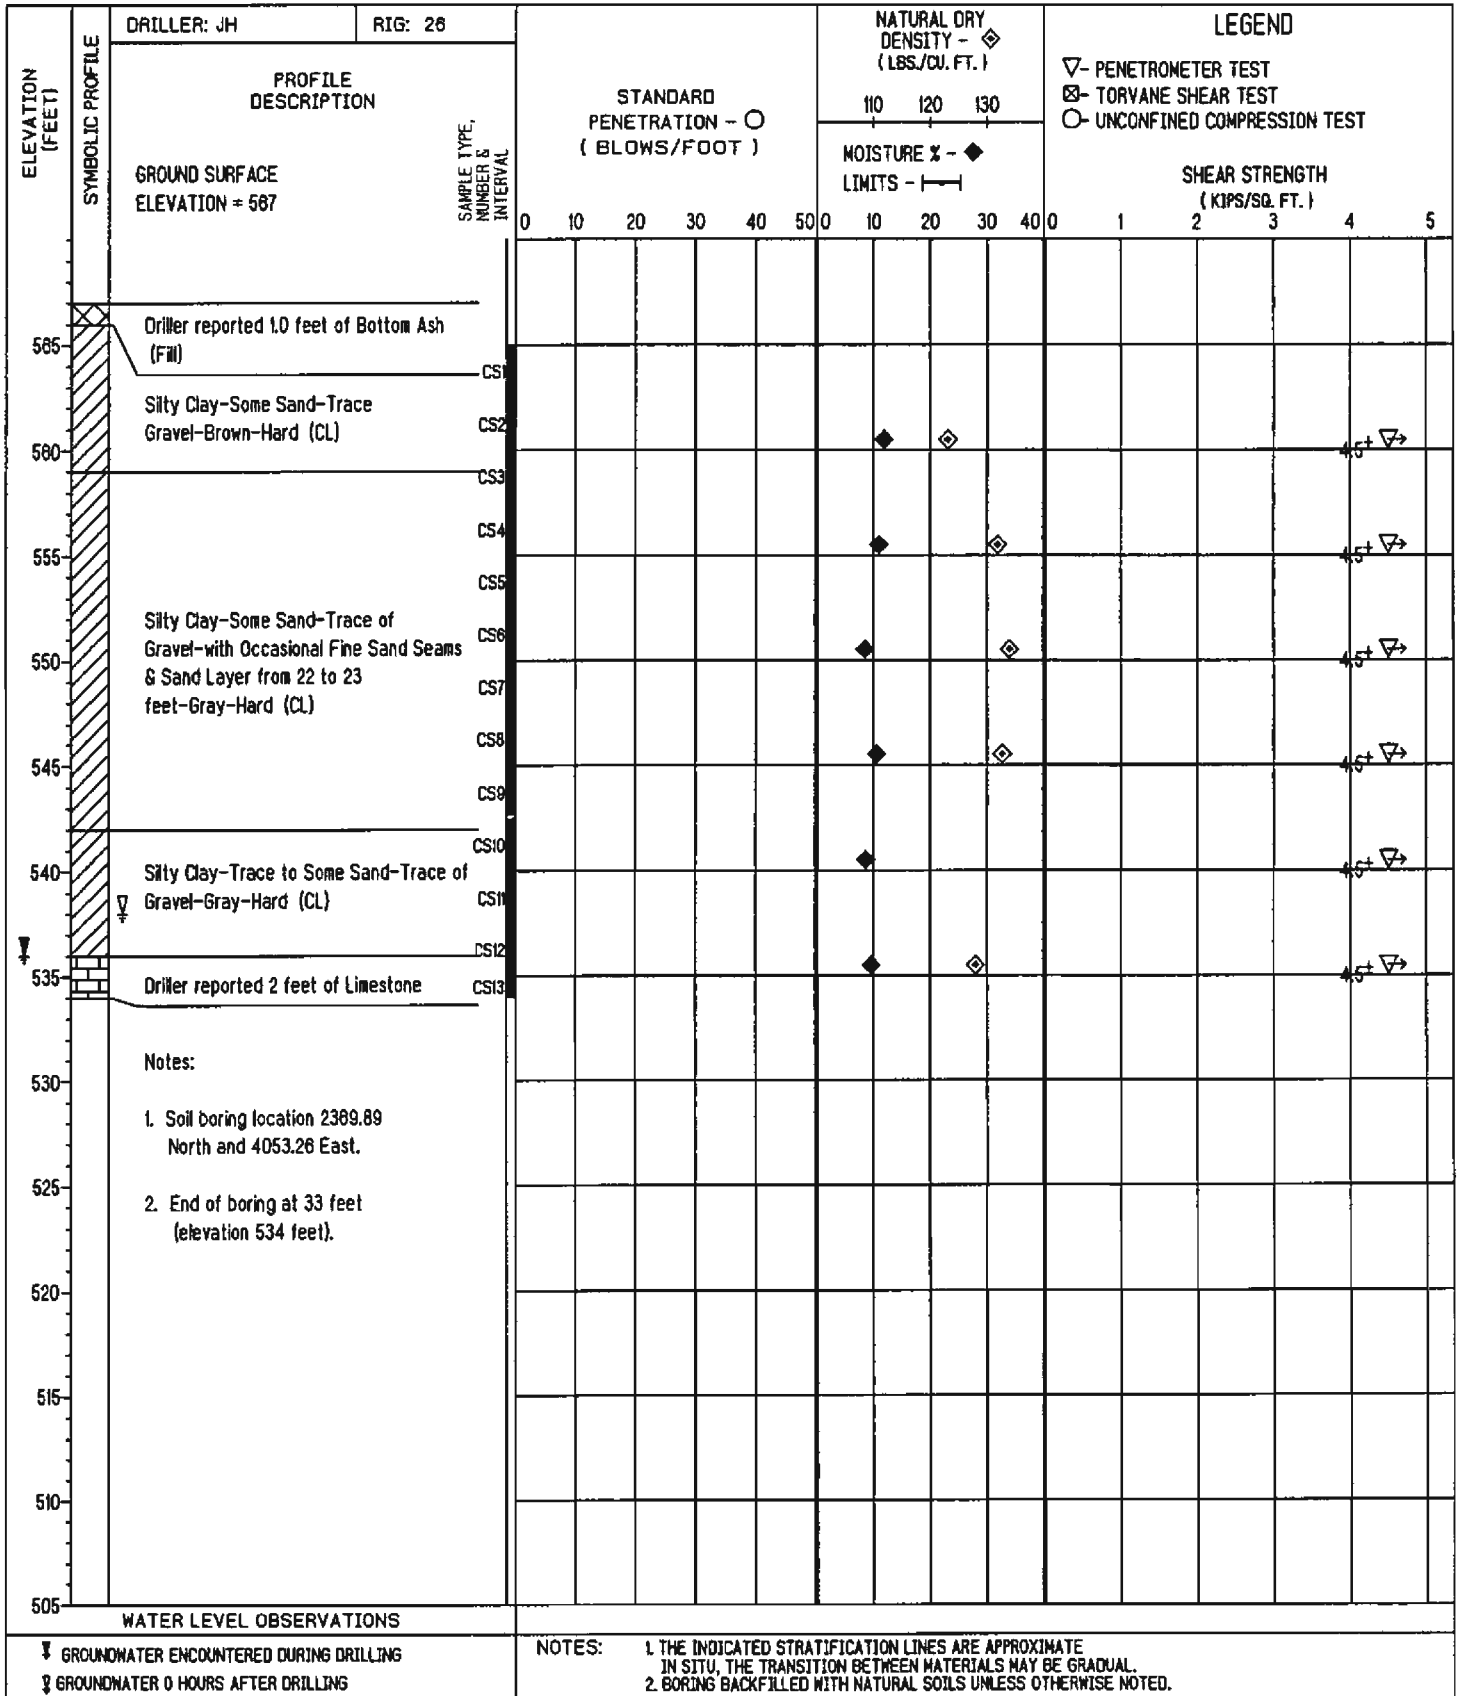 DRILLER: JH
RIG: 26
ELEVATION
(FEET)
SYMBOLIC PROFILE
PROFILE
DESCRIPTION
GROUND SURFACE
ELEVATION = 567
SAMPLE TYPE,
NUMBER &
INTERVAL
STANDARD
PENETRATION -
( BLOWS/FOOT )
NATURAL DRY
DENSITY -
( LBS./CU. FT. )
110 120 130
MOISTURE % -
LIMITS -
LEGEND
- PENETROMETER TEST
- TORVANE SHEAR TEST
- UNCONFINED COMPRESSION TEST
SHEAR STRENGTH
( KIPS/SQ. FT. )
0 10 20 30 40 50 0 10 20 30 40 0 1 2 3 4 5
Driller reported 1.0 feet of Bottom Ash
(Fill)
565
CS1
Silty Clay-Some Sand-Trace
Gravel-Brown-Hard (CL)
CS2
4.5+
560
CS3
CS4
4.5+
555
CS5
Silty Clay-Some Sand-Trace of
Gravel-with Occasional Fine Sand Seams
& Sand Layer from 22 to 23
feet-Gray-Hard (CL)
CS6
4.5+
550
CS7
CS8
4.5+
545
CS9
CS10
4.5+
540
Silty Clay-Trace to Some Sand-Trace of
Gravel-Gray-Hard (CL)
CS11
CS12
4.5+
535
Driller reported 2 feet of Limestone
CS13
Notes:
530
1. Soil boring location 2389.89
North and 4053.26 East.
525
2. End of boring at 33 feet
(elevation 534 feet).
520
515
510
505
WATER LEVEL OBSERVATIONS
GROUNDWATER ENCOUNTERED DURING DRILLING
GROUNDWATER 0 HOURS AFTER DRILLING
NOTES: 1. THE INDICATED STRATIFICATION LINES ARE APPROXIMATE
IN SITU, THE TRANSITION BETWEEN MATERIALS MAY BE GRADUAL.
2. BORING BACKFILLED WITH NATURAL SOILS UNLESS OTHERWISE NOTED.